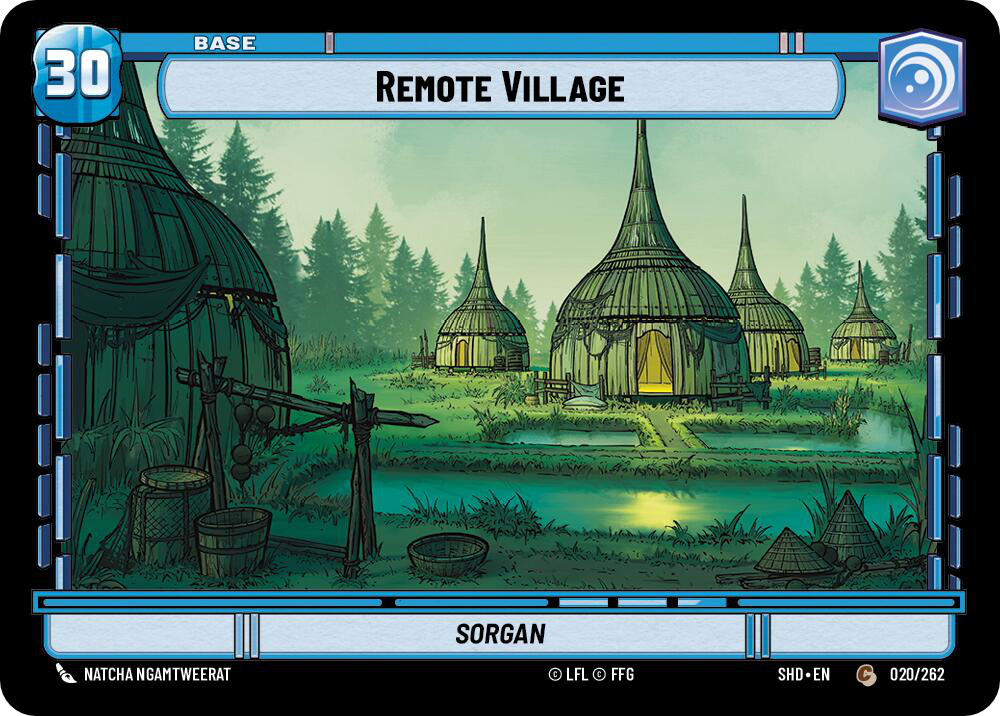 30
BASE
REMOTE VILLAGE
SORGAN
NATCHA NGAMTWEERAT
© LFL © FFG
SHD•EN
C
020/262